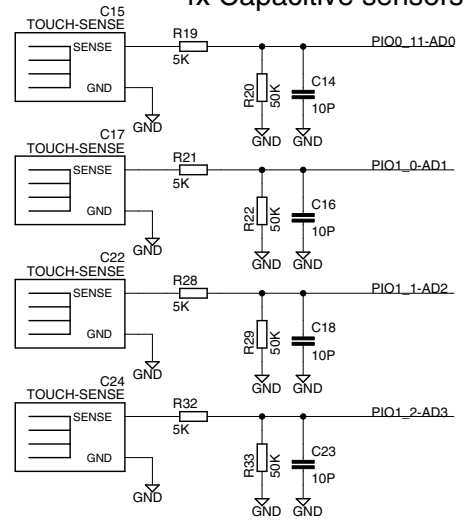 4x Capacitive sensors
C15
TOUCH-SENSE
SENSE
GND
GND
R19
5K
R20
50K
C14
10P
GND
GND
PIO0_11-AD0
C17
TOUCH-SENSE
SENSE
GND
GND
R21
5K
R22
50K
C16
10P
GND
GND
PIO1_0-AD1
C22
TOUCH-SENSE
SENSE
GND
GND
R28
5K
R29
50K
C18
10P
GND
GND
PIO1_1-AD2
C24
TOUCH-SENSE
SENSE
GND
GND
R32
5K
R33
50K
C23
10P
GND
GND
PIO1_2-AD3